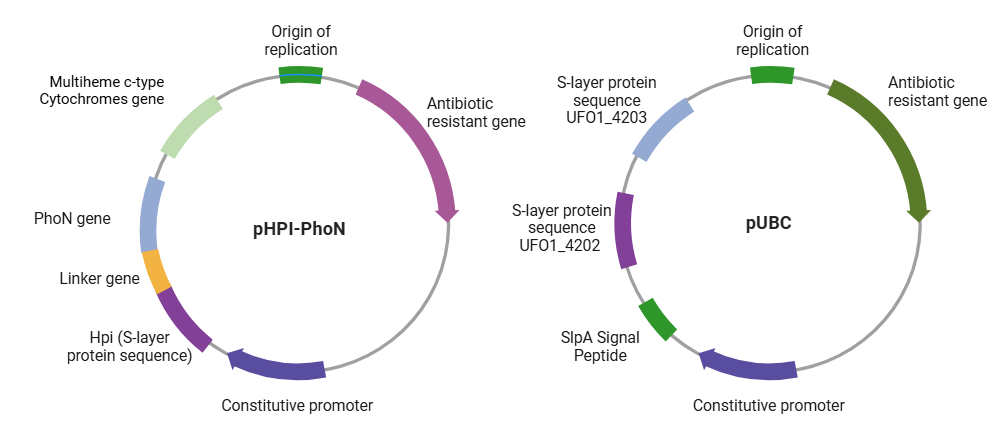 Origin of
replication
Multiheme c-type
Cytochromes gene
Antibiotic
resistant gene
PhoN gene
pHPI-PhoN
Linker gene
Hpi (S-layer
protein sequence)
Constitutive promoter
Origin of
replication
S-layer protein
sequence
UFO1_4203
Antibiotic
resistant gene
S-layer protein
sequence
UFO1_4202
pUBC
SlpA Signal
Peptide
Constitutive promoter